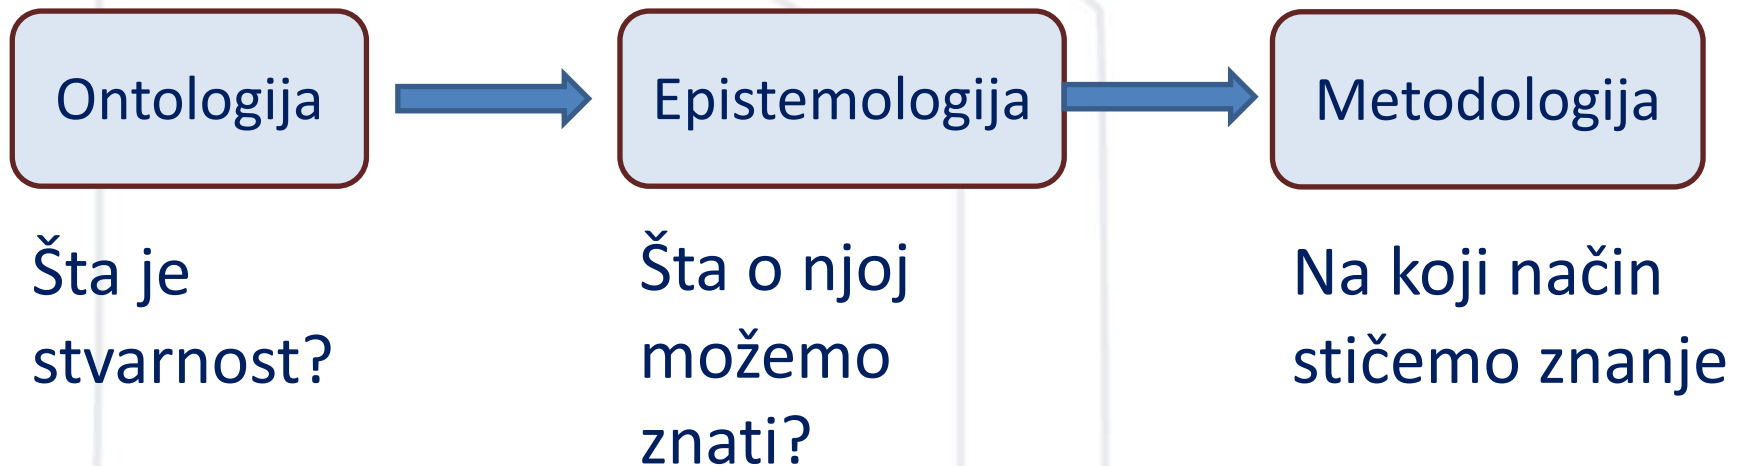 Ontologija
Epistemologija
Metodologija
Šta je
stvarnost?
Šta o njoj
možemo
znati?
Na koji način
stičemo znanje